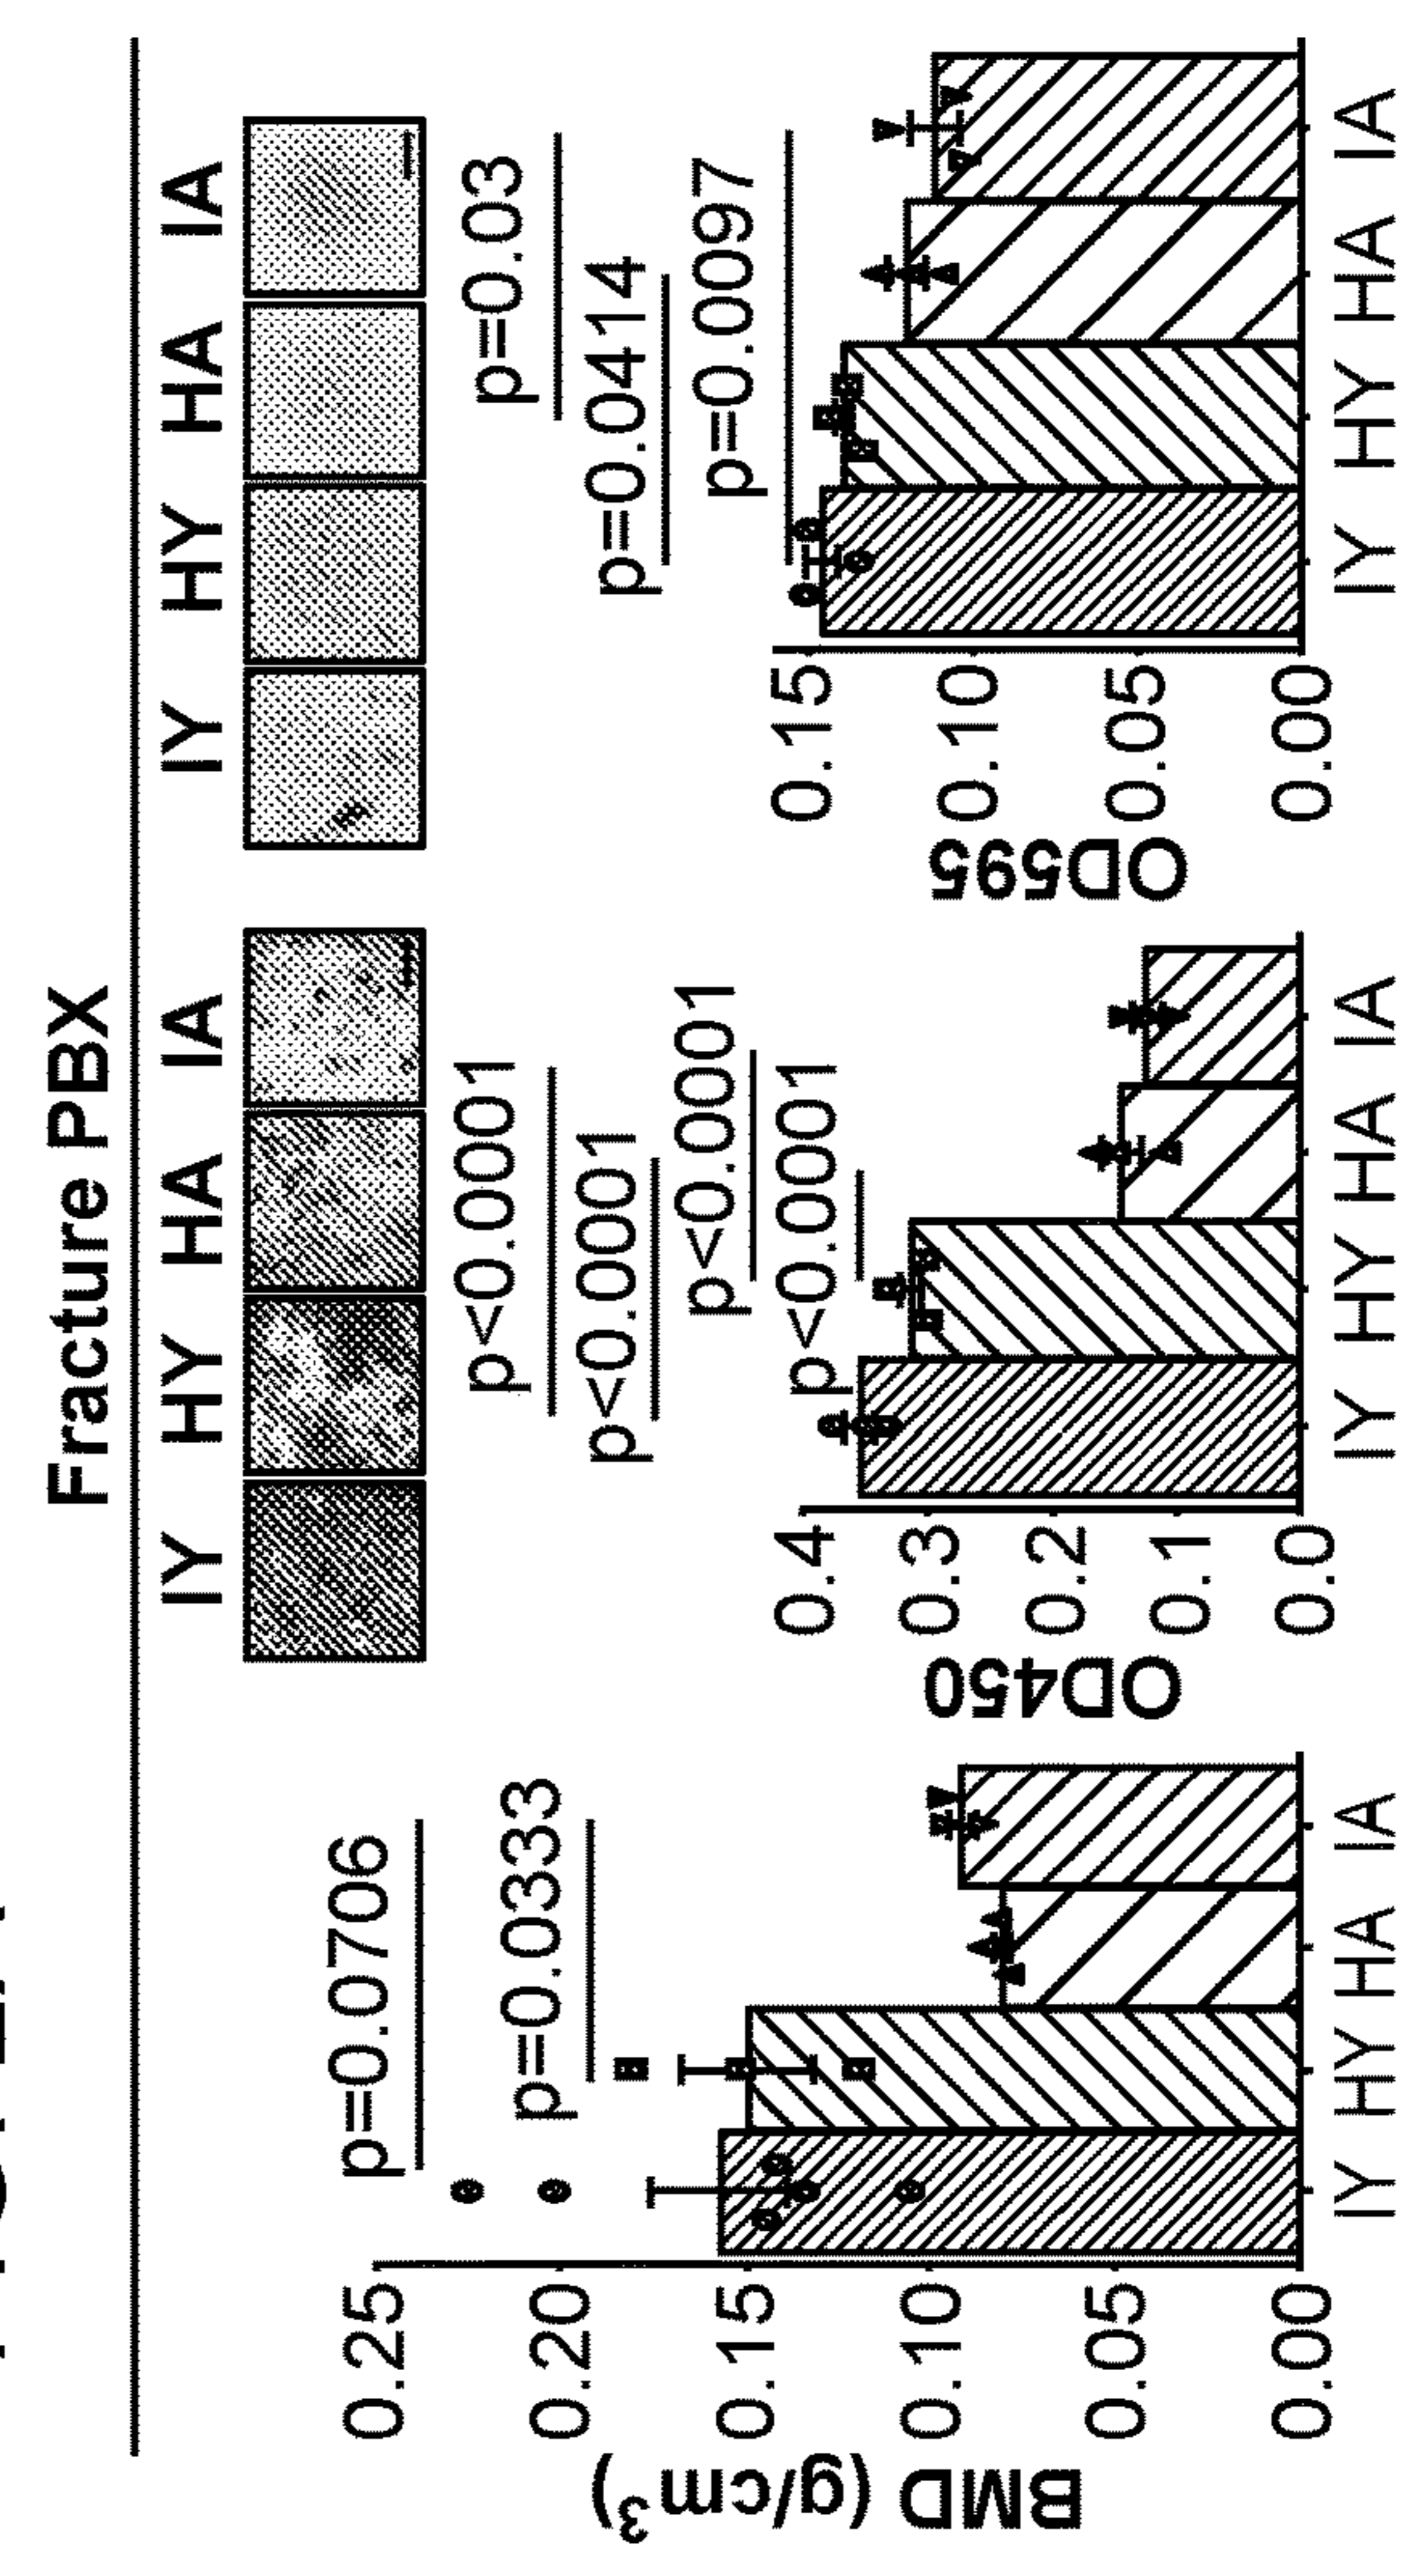 Fracture PBX
IY HY HA IA
IY HY HA IA
BMD (g/cm³)
0.25
0.20
0.15
0.10
0.05
0.00
p=0.0706
p=0.0333
IY HY HA IA
OD450
0.4
0.3
0.2
0.1
0.0
p<0.0001
p<0.0001
p<0.0001
p<0.0001
IY HY HA IA
OD595
0.15
0.10
0.05
0.00
p=0.03
p=0.0414
p=0.0097
IY HY HA IA